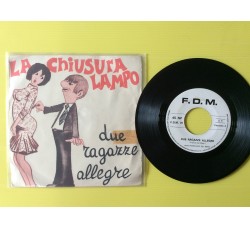 LA CHIUSURA
LAMPO
due
ragazze
allegre
F.D.M.
DUE RAGAZZE ALLEGRE